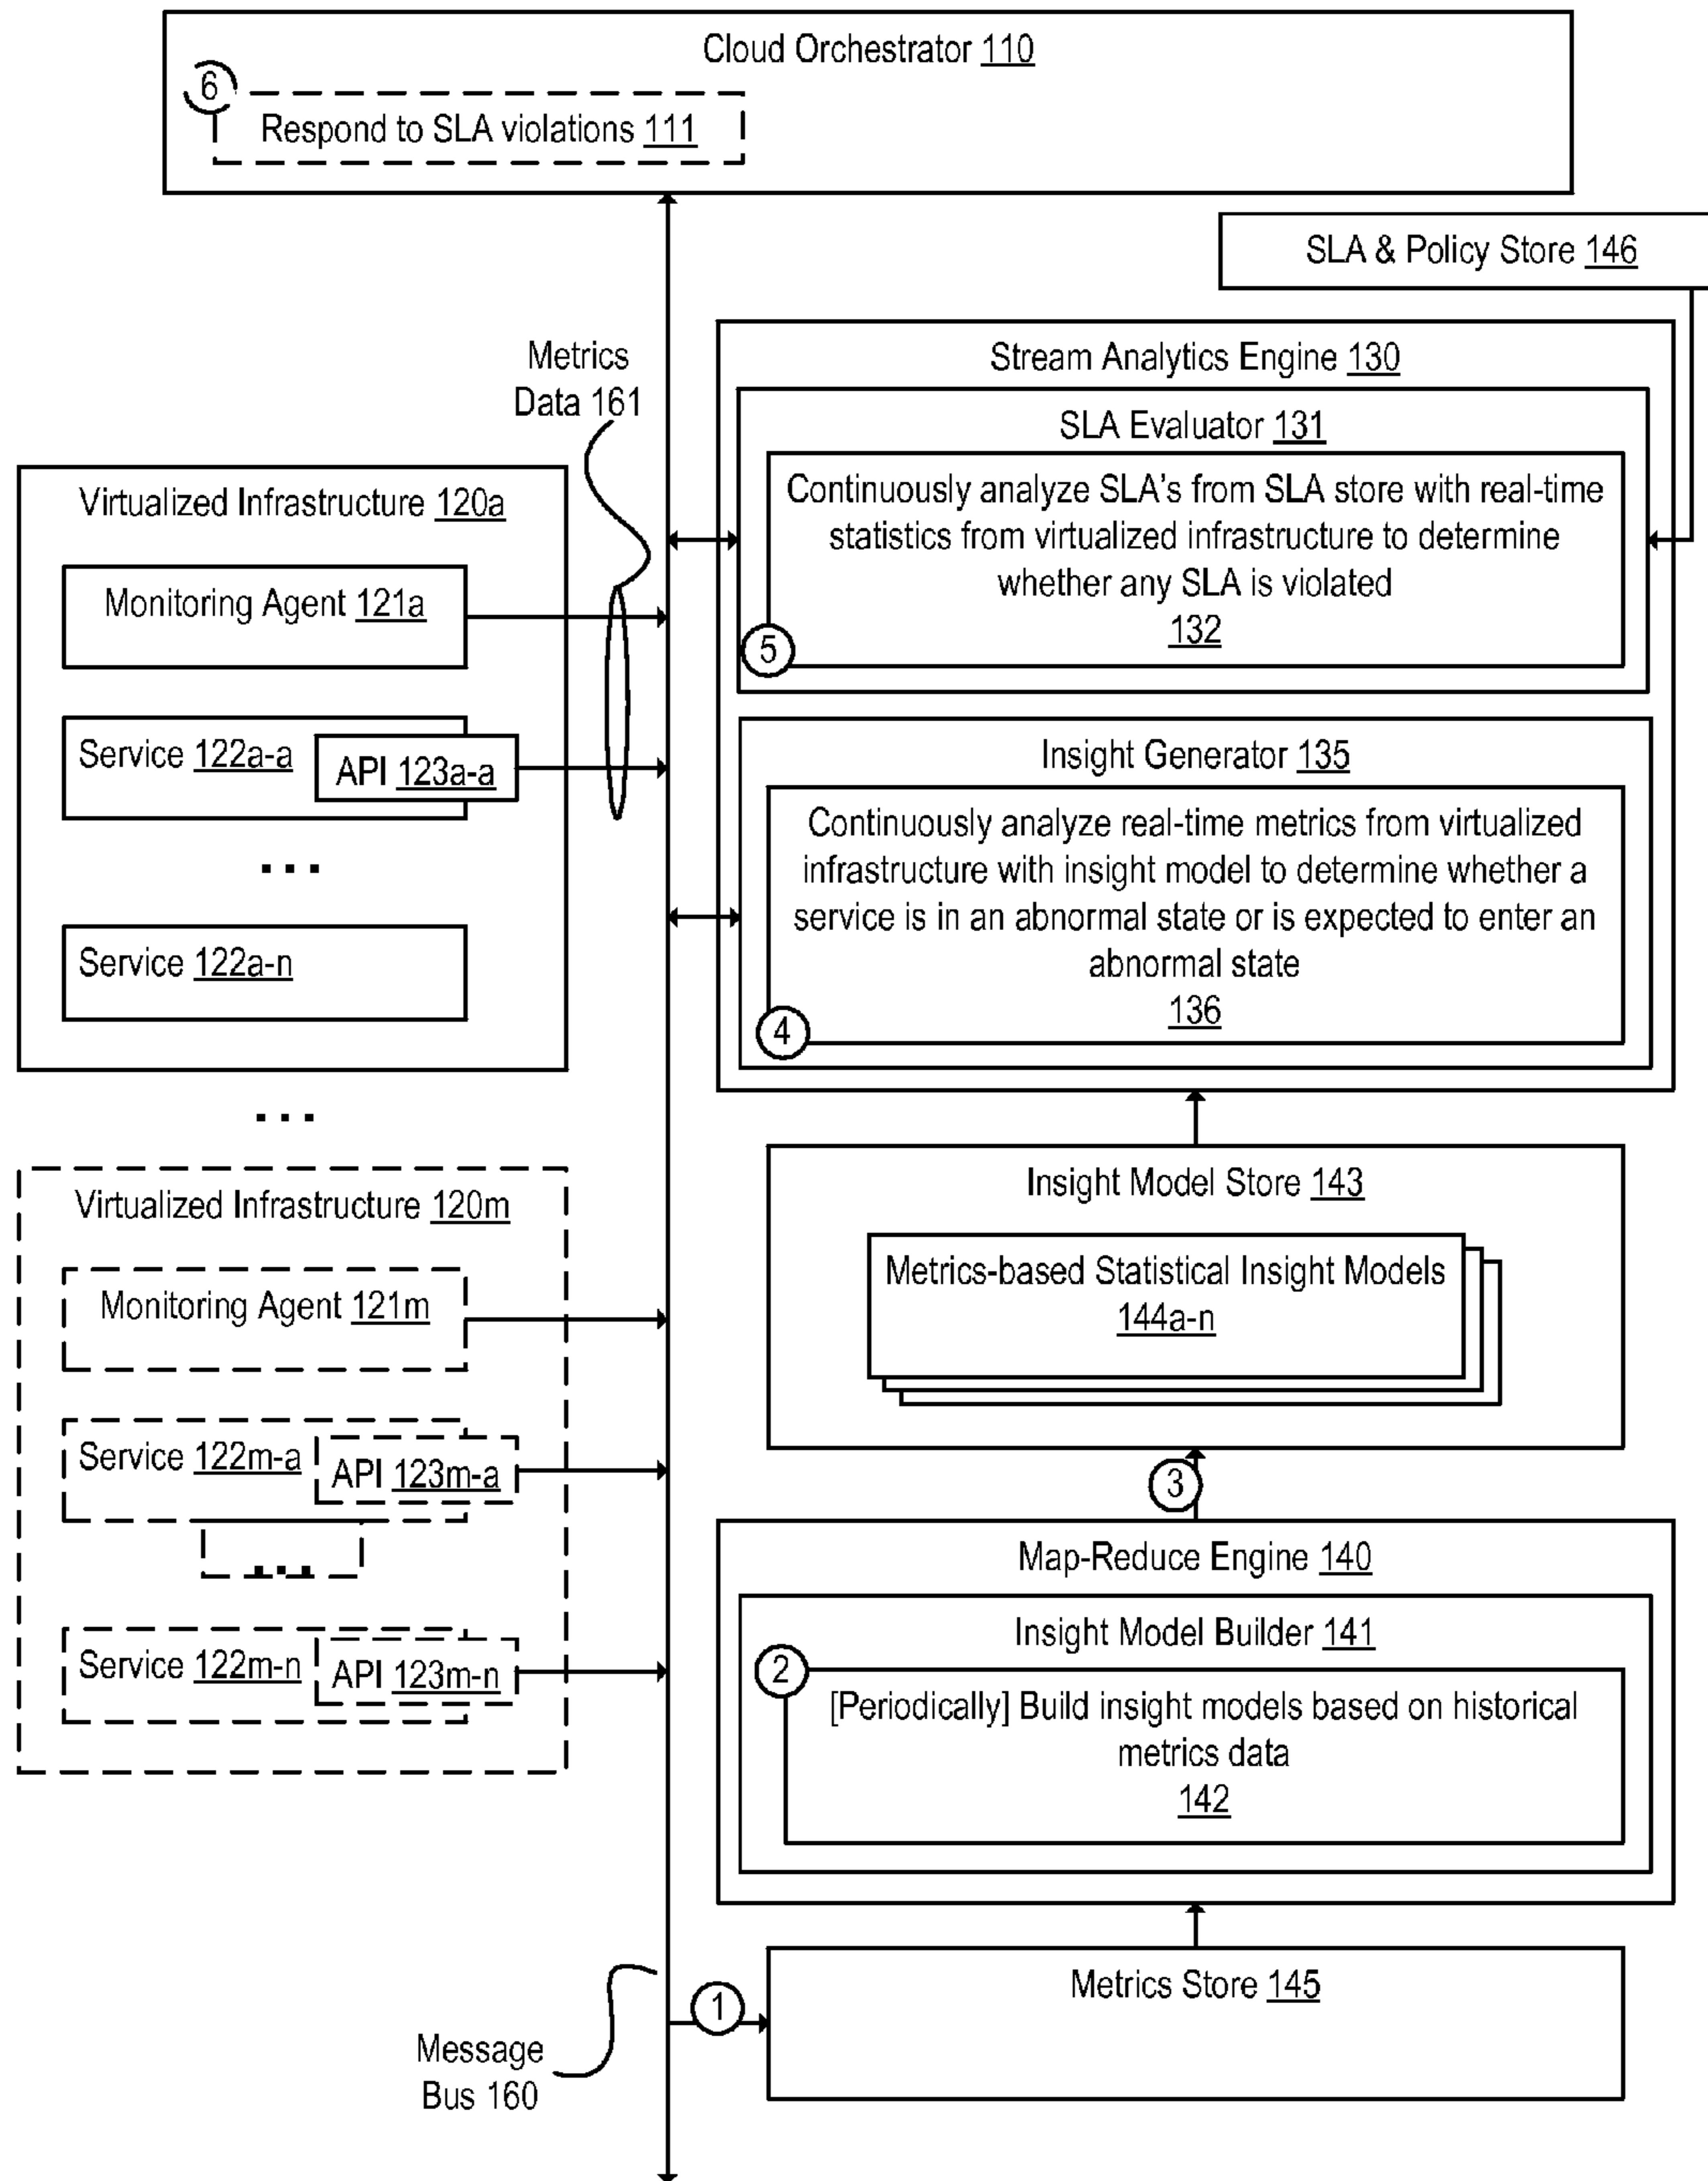 Cloud Orchestrator 110
6
Respond to SLA violations 111
SLA & Policy Store 146
Metrics
Data 161
Stream Analytics Engine 130
SLA Evaluator 131
Continuously analyze SLA's from SLA store with real-time
statistics from virtualized infrastructure to determine
whether any SLA is violated
132
5
Virtualized Infrastructure 120a
Monitoring Agent 121a
Service 122a-a
API 123a-a
...
Service 122a-n
Insight Generator 135
Continuously analyze real-time metrics from virtualized
infrastructure with insight model to determine whether a
service is in an abnormal state or is expected to enter an
abnormal state
136
4
...
Virtualized Infrastructure 120m
Monitoring Agent 121m
Service 122m-a
API 123m-a
...
Service 122m-n
API 123m-n
Insight Model Store 143
Metrics-based Statistical Insight Models
144a-n
3
Map-Reduce Engine 140
Insight Model Builder 141
2
[Periodically] Build insight models based on historical
metrics data
142
Metrics Store 145
1
Message
Bus 160